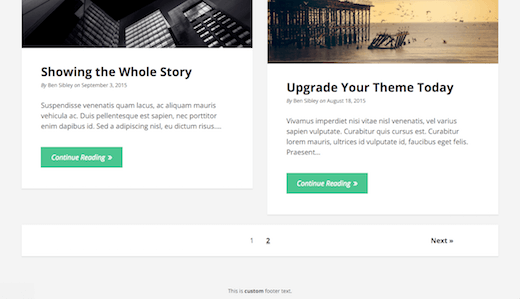 Showing the Whole Story
By Ben Sibley on September 3, 2015
Suspendisse venenatis quam lacus, ac aliquam mauris
vehicula ac. Duis pellentesque est sapien, nec porttitor
enim dapibus id. Sed a adipiscing nisl, eu dictum risus....
Continue Reading »
Upgrade Your Theme Today
By Ben Sibley on August 18, 2015
Vivamus imperdiet nisi vitae nisl venenatis, vel varius
sapien vulputate. Curabitur quis cursus est. Curabitur
lorem mauris, ultrices id vulputate id, faucibus eget felis.
Praesent...
Continue Reading »
1 2 Next »
This is custom footer text.